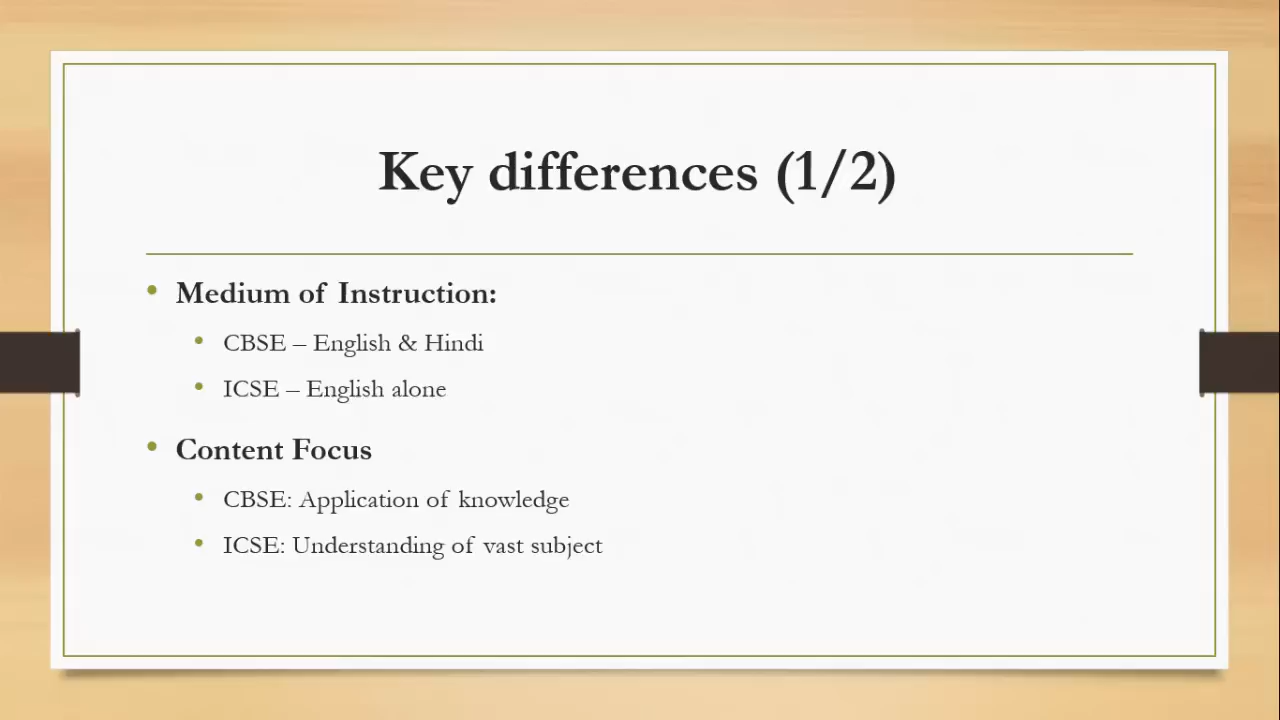 Key differences (1/2)
• Medium of Instruction:
• CBSE – English & Hindi
• ICSE – English alone
• Content Focus
• CBSE: Application of knowledge
• ICSE: Understanding of vast subject